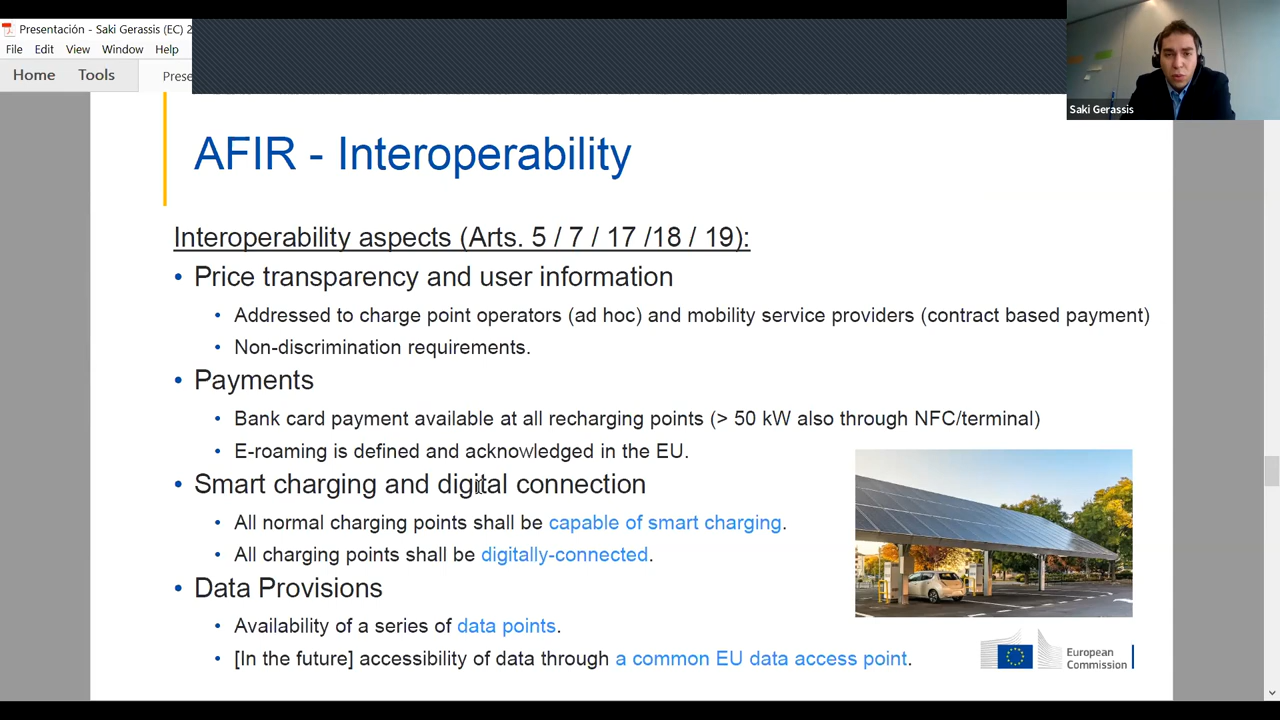 Presentación - Saki Gerassis (EC) 2
File Edit View Window Help
Home Tools Prese
Saki Gerassis
AFIR - Interoperability
Interoperability aspects (Arts. 5 / 7 / 17 /18 / 19):
• Price transparency and user information
• Addressed to charge point operators (ad hoc) and mobility service providers (contract based payment)
• Non-discrimination requirements.
• Payments
• Bank card payment available at all recharging points (> 50 kW also through NFC/terminal)
• E-roaming is defined and acknowledged in the EU.
• Smart charging and digital connection
• All normal charging points shall be capable of smart charging.
• All charging points shall be digitally-connected.
• Data Provisions
• Availability of a series of data points.
• [In the future] accessibility of data through a common EU data access point.
European
Commission